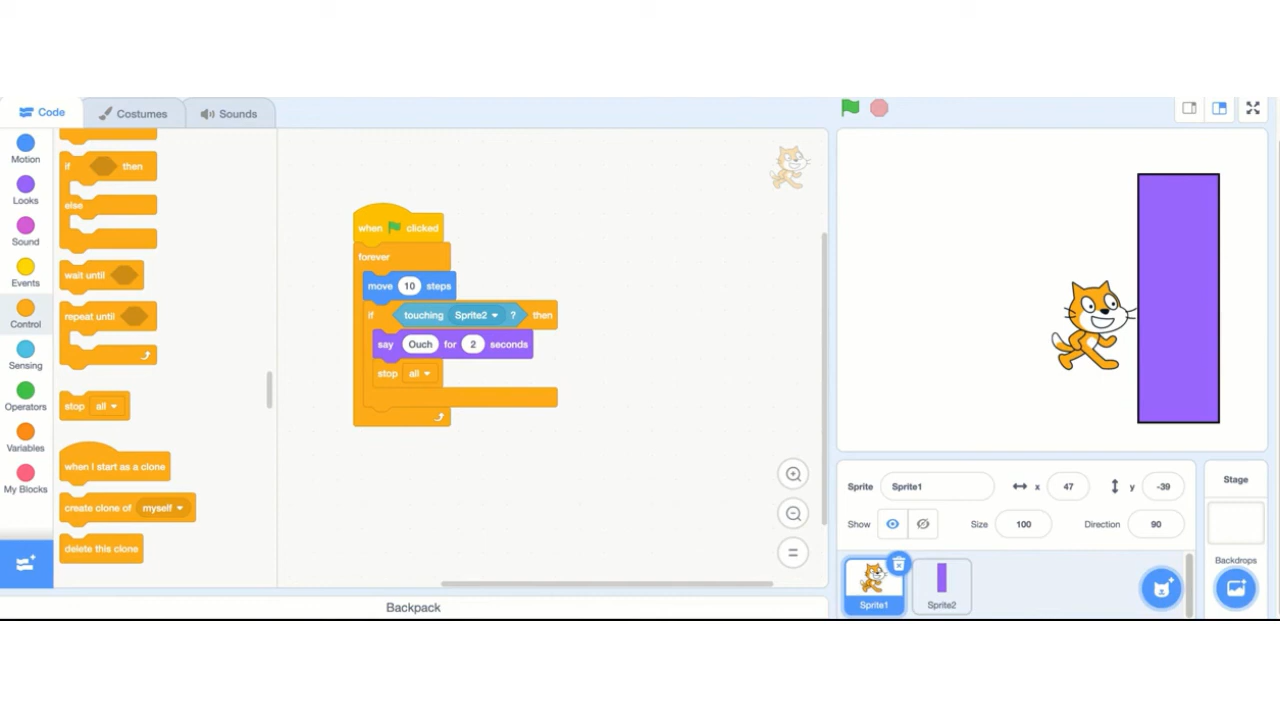 Code
Costumes
Sounds
Motion
Looks
Sound
Events
Control
Sensing
Operators
Variables
My Blocks
if then
else
wait until
repeat until
stop all
when I start as a clone
create clone of myself
delete this clone
when clicked
forever
move 10 steps
if touching Sprite2 ? then
say Ouch for 2 seconds
stop all
Backpack
Sprite Sprite1 x 47 y -39
Show Size 100 Direction 90
Sprite1
Sprite2
Stage
Backdrops